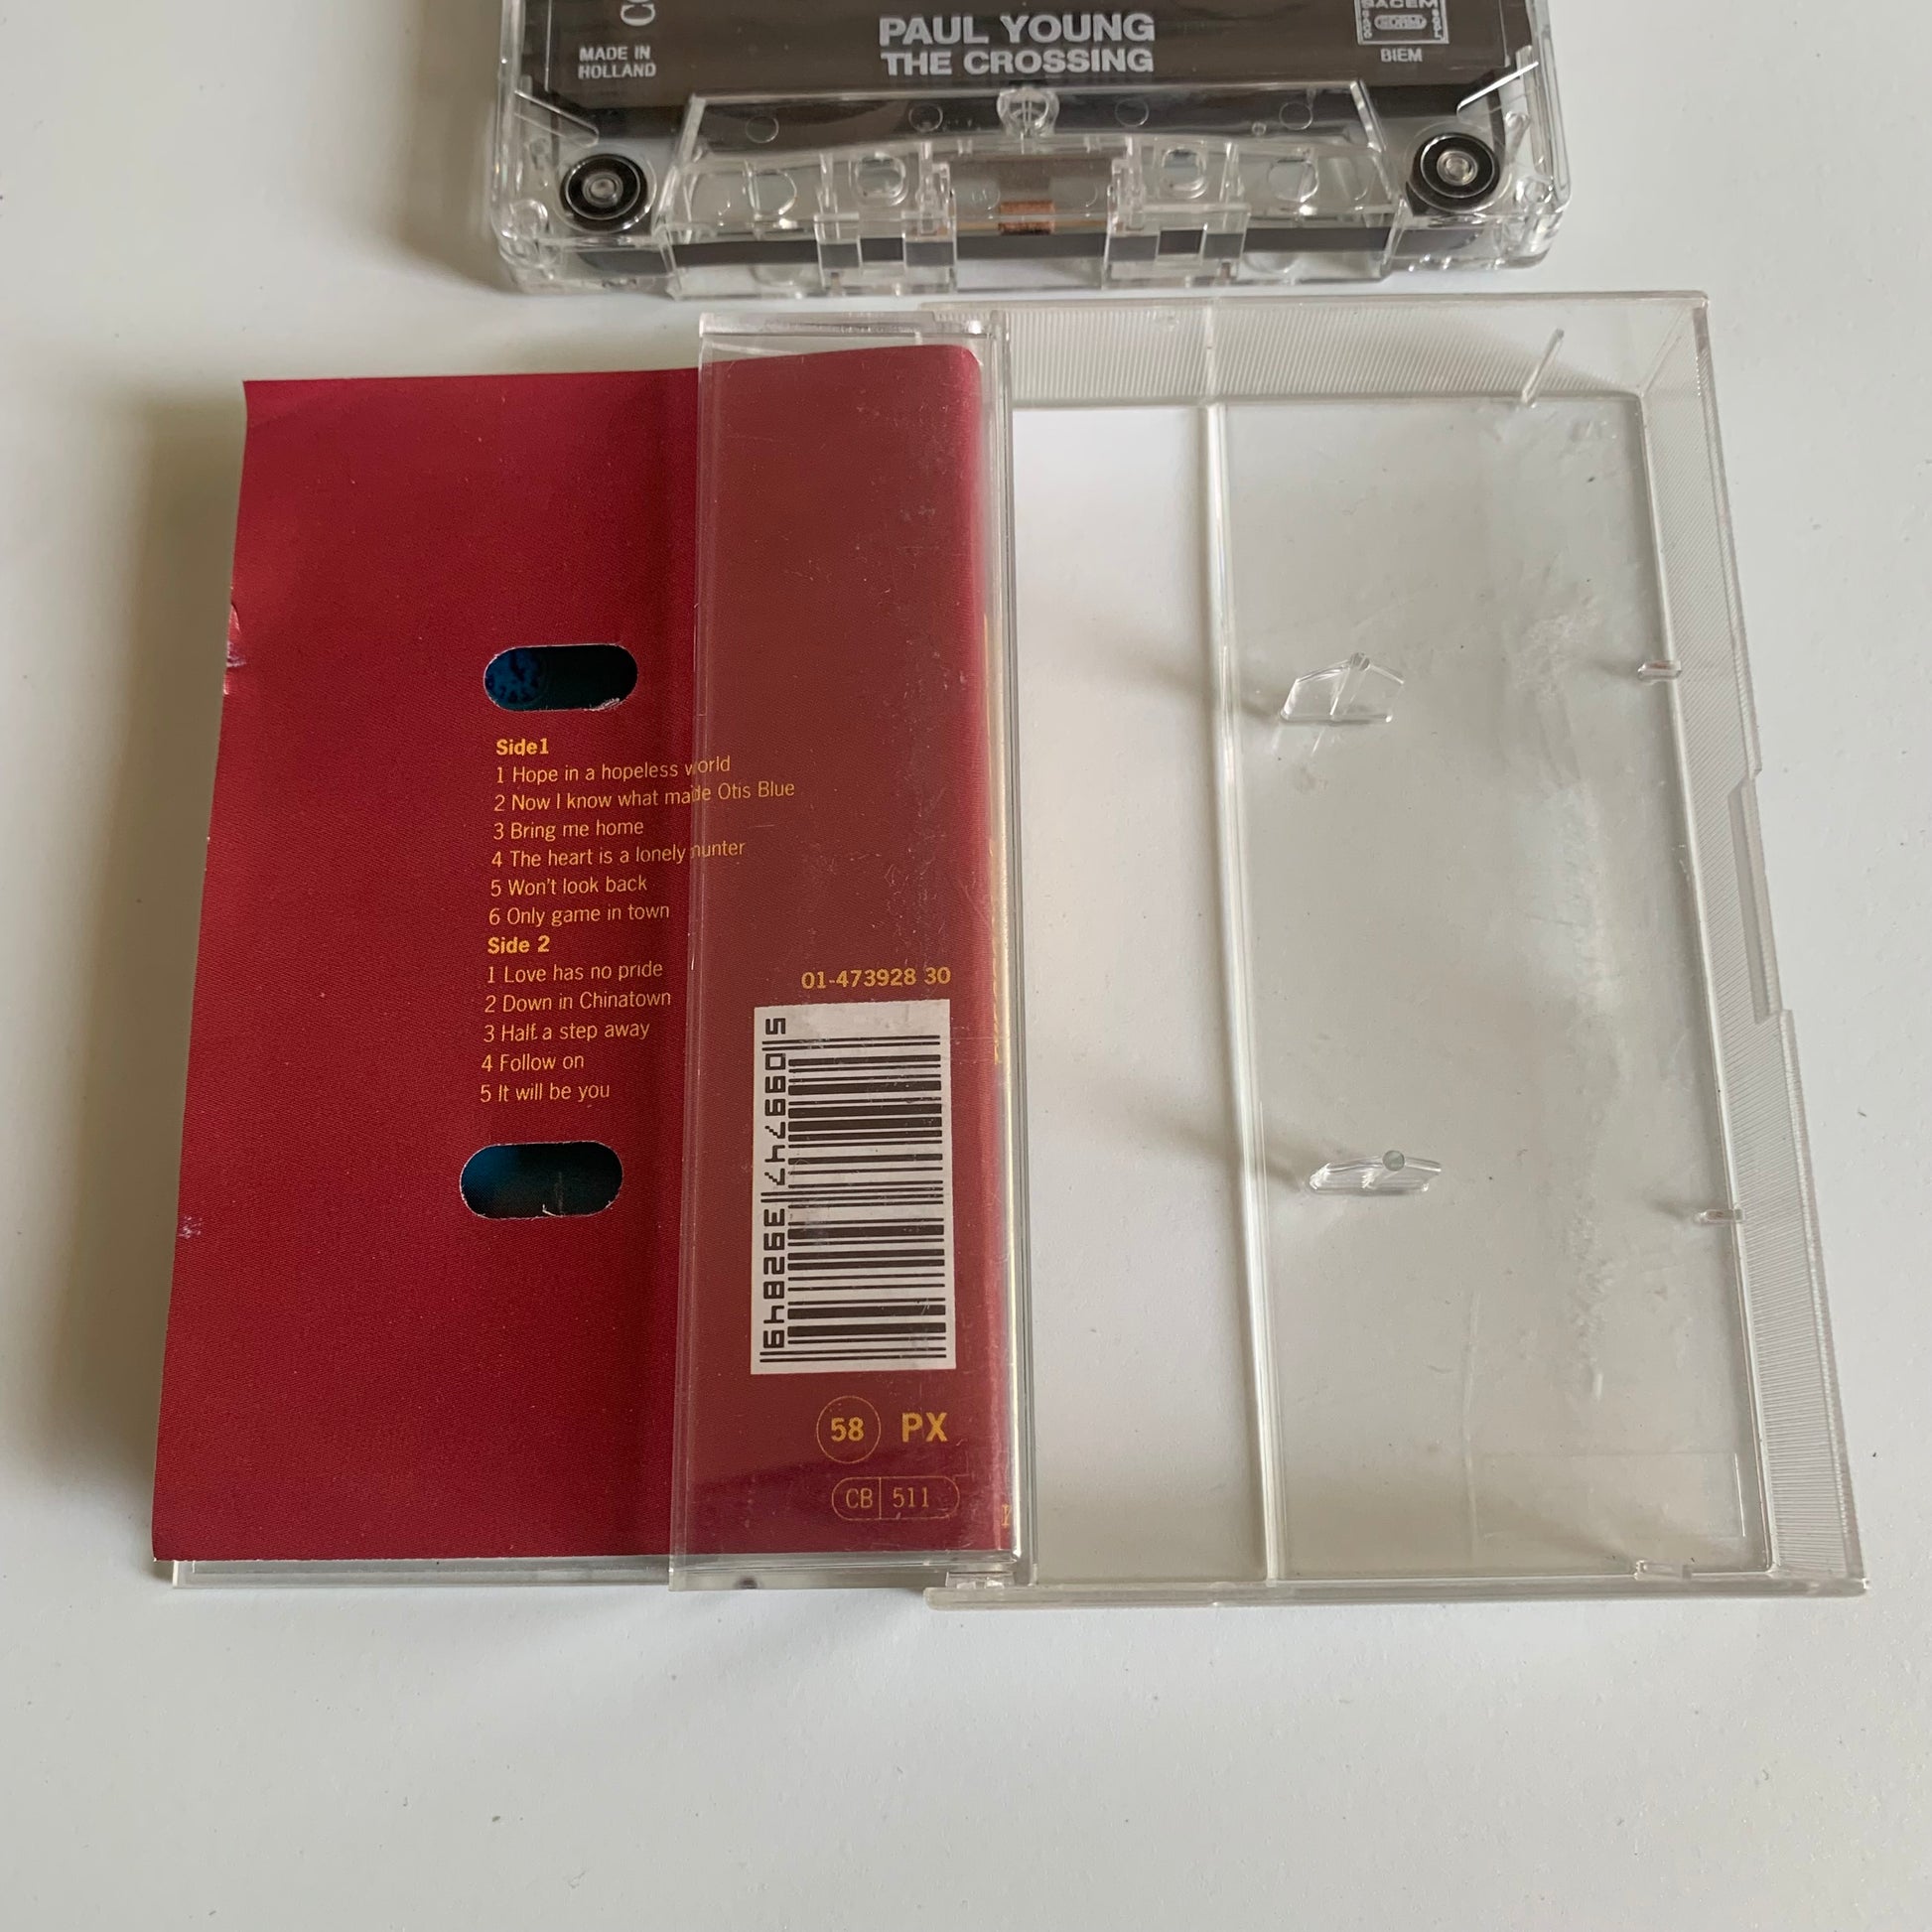 MADE IN
HOLLAND
PAUL YOUNG
THE CROSSING
SACEM
BIEM
Side1
1 Hope in a hopeless world
2 Now I know what made Otis Blue
3 Bring me home
4 The heart is a lonely hunter
5 Won't look back
6 Only game in town
Side 2
1 Love has no pride
2 Down in Chinatown
3 Half a step away
4 Follow on
5 It will be you
01-473928 30
5 099747 392849
58 PX
CB 511